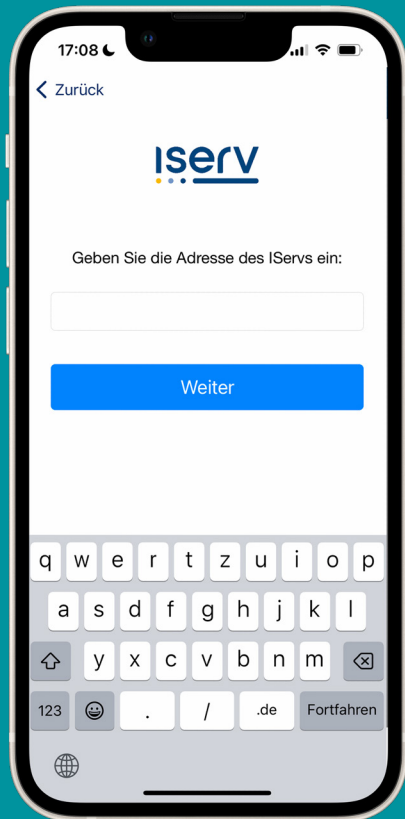 17:08
Zurück
Iserv
Geben Sie die Adresse des IServs ein:
Weiter
q w e r t z u i o p
a s d f g h j k l
y x c v b n m
123 . / .de Fortfahren